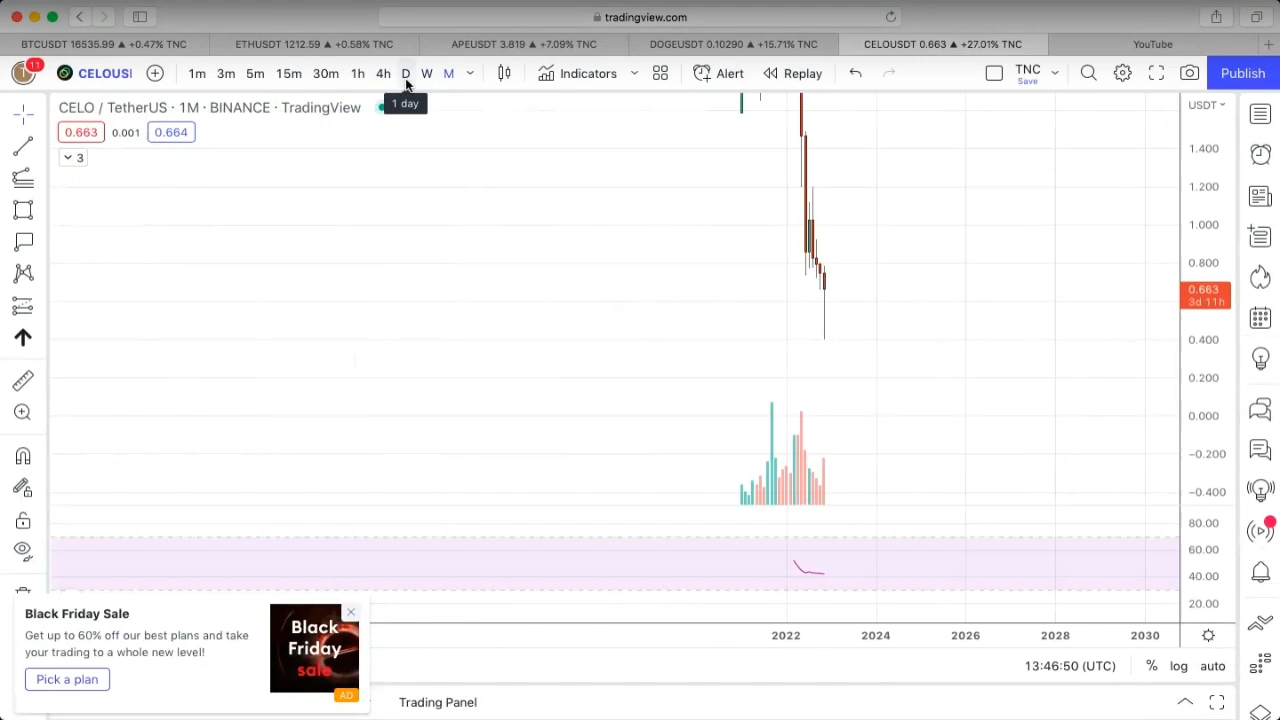 tradingview.com
BTCUSDT 16535.99 ▲ +0.47% TNC
ETHUSDT 1212.59 ▲ +0.58% TNC
APEUSDT 3.819 ▲ +7.09% TNC
DOGEUSDT 0.10290 ▲ +15.71% TNC
CELOUSDT 0.663 ▲ +27.01% TNC
YouTube
T 11
CELOUSI 1m 3m 5m 15m 30m 1h 4h D W M Indicators Alert Replay TNC Save Publish
1 day
CELO / TetherUS · 1M · BINANCE · TradingView
USDT
0.663 0.001 0.664
3
1.400
1.200
1.000
0.800
0.663
3d 11h
0.400
0.200
0.000
−0.200
−0.400
80.00
60.00
40.00
20.00
2022 2024 2026 2028 2030
13:46:50 (UTC) % log auto
Black Friday Sale
Get up to 60% off our best plans and take
your trading to a whole new level!
Pick a plan
Black
Friday
sale
AD
Trading Panel